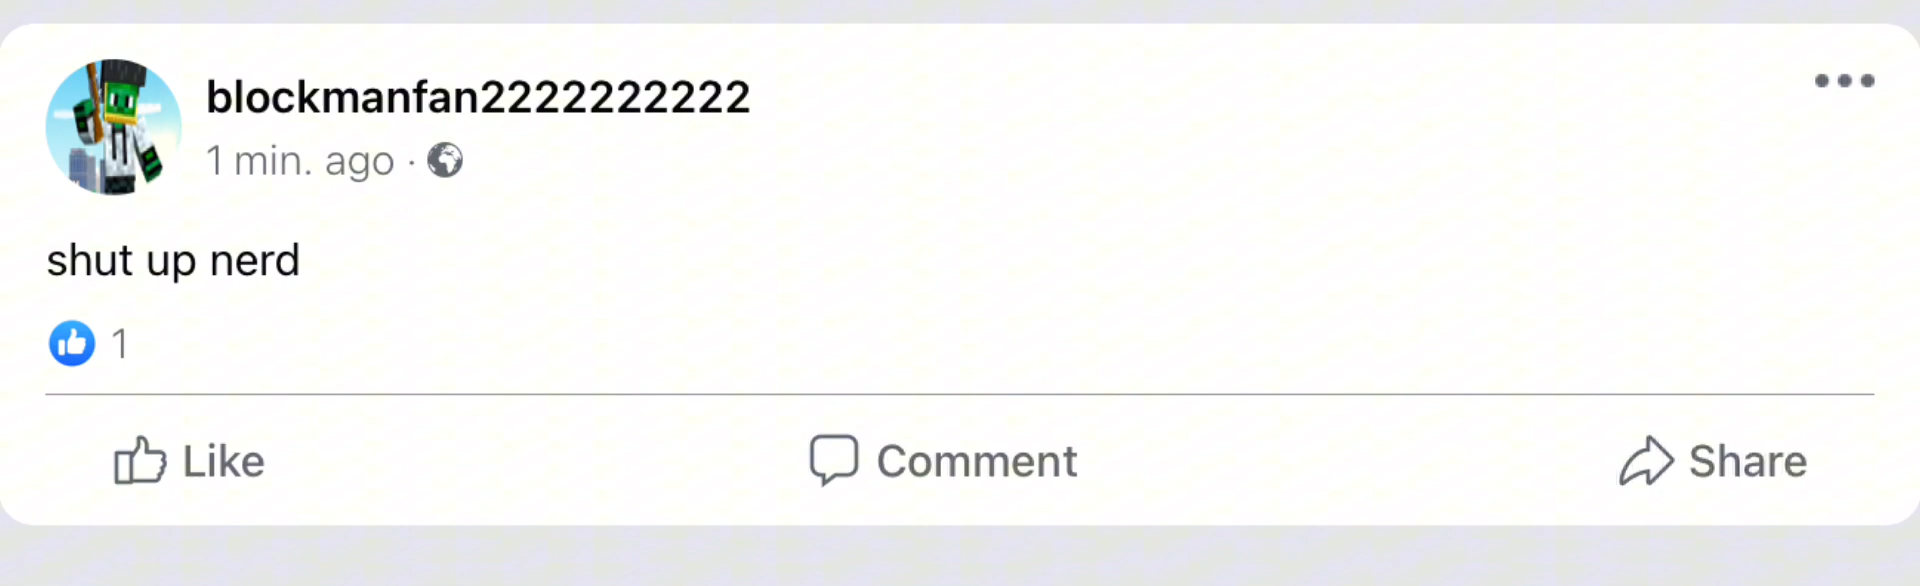 blockmanfan2222222222
1 min. ago ·
shut up nerd
1
Like Comment Share